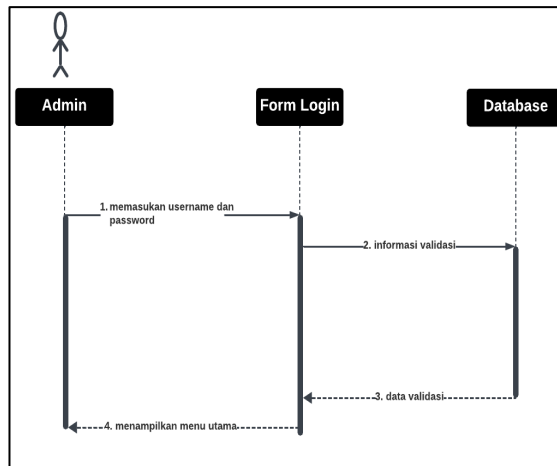 Admin
Form Login
Database
1. memasukan username dan
password
2. informasi validasi
3. data validasi
4. menampilkan menu utama